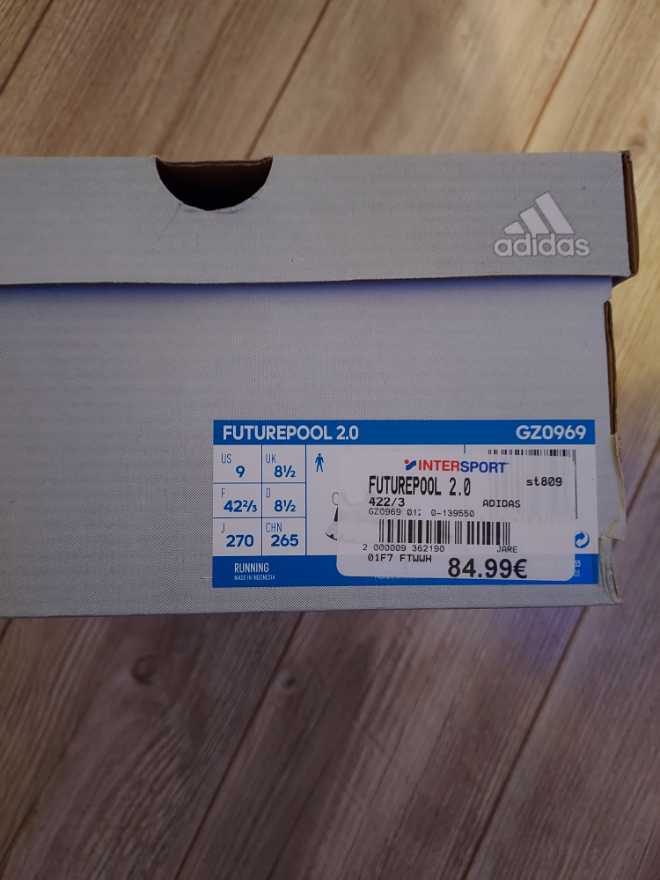 adidas
FUTUREPOOL 2.0 GZ0969
US 9 UK 8½
F 42⅔ D 8½
J 270 CHN 265
RUNNING
MADE IN INDONESIA
INTERSPORT
FUTUREPOOL 2.0 st809
422/3 ADIDAS
GZ0969 01 0-139550
2 000009 362190 JARE
01F7 FTWWH 84.99€